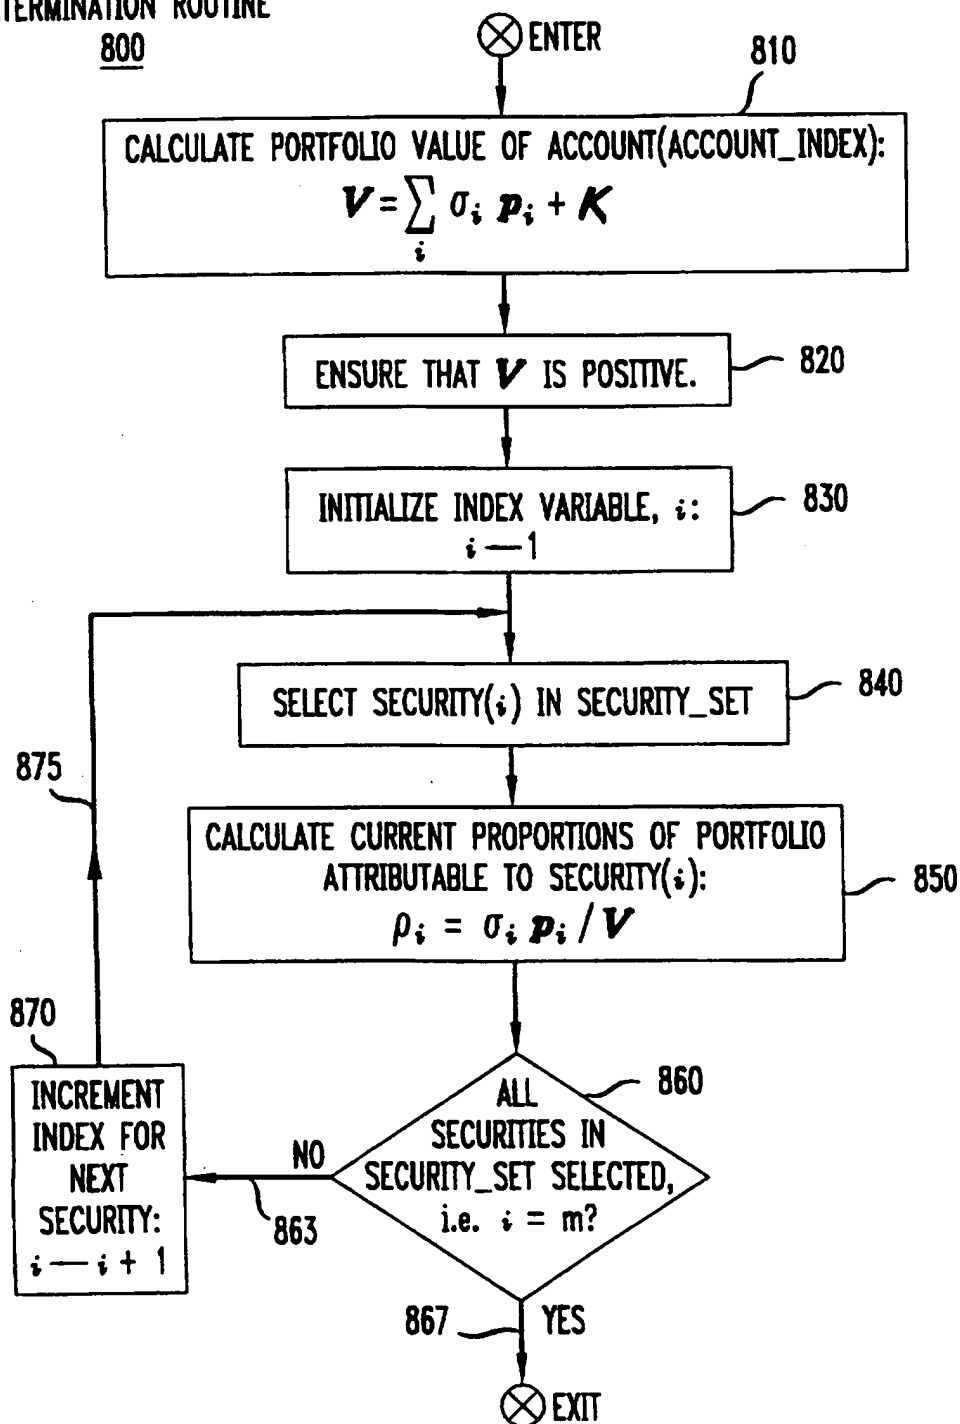 ROUTINE
800
ENTER
810
CALCULATE PORTFOLIO VALUE OF ACCOUNT(ACCOUNT_INDEX):
V = ∑ σi pi + K
i
ENSURE THAT V IS POSITIVE.
820
INITIALIZE INDEX VARIABLE, i:
i — 1
830
SELECT SECURITY(i) IN SECURITY_SET
840
875
CALCULATE CURRENT PROPORTIONS OF PORTFOLIO
ATTRIBUTABLE TO SECURITY(i):
ρi = σi pi / V
850
870
INCREMENT
INDEX FOR
NEXT
SECURITY:
i — i + 1
NO
863
ALL
SECURITIES IN
SECURITY_SET SELECTED,
i.e. i = m?
860
867
YES
EXIT